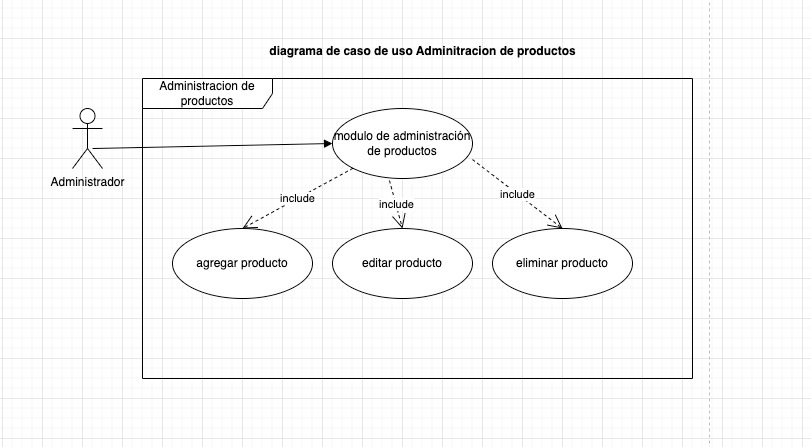 diagrama de caso de uso Adminitracion de productos
Administracion de
productos
modulo de administración
de productos
Administrador
include
include
include
agregar producto
editar producto
eliminar producto